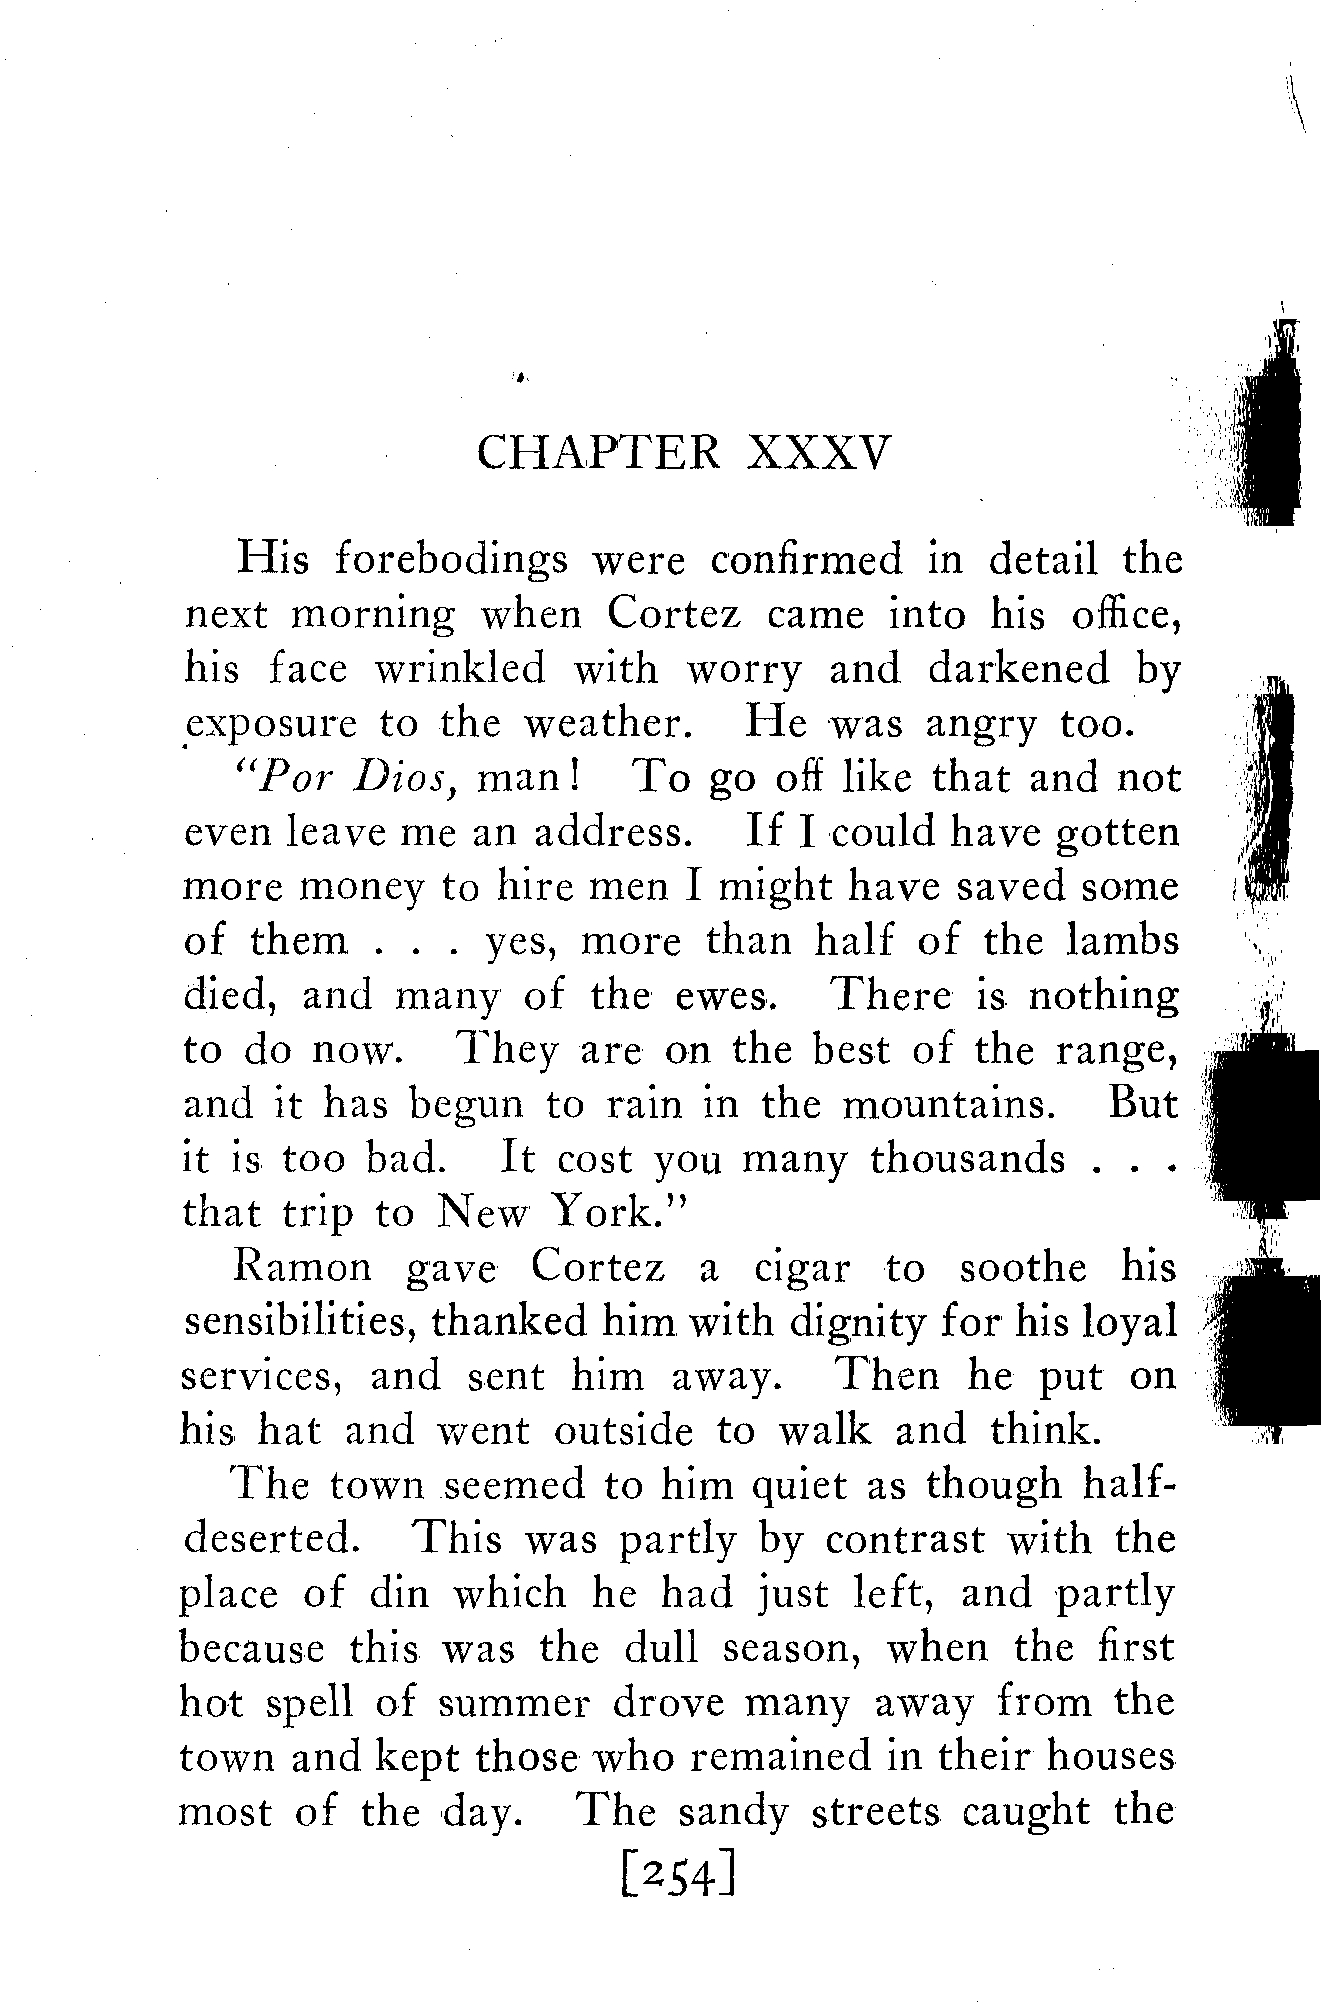 CHAPTER XXXV
His forebodings were confirmed in detail the
next morning when Cortez came into his office,
his face wrinkled with worry and darkened by
exposure to the weather. He was angry too.
"Por Dios, man! To go off like that and not
even leave me an address. If I could have gotten
more money to hire men I might have saved some
of them . . . yes, more than half of the lambs
died, and many of the ewes. There is nothing
to do now. They are on the best of the range,
and it has begun to rain in the mountains. But
it is too bad. It cost you many thousands . . .
that trip to New York."
Ramon gave Cortez a cigar to soothe his
sensibilities, thanked him with dignity for his loyal
services, and sent him away. Then he put on
his hat and went outside to walk and think.
The town seemed to him quiet as though half-
deserted. This was partly by contrast with the
place of din which he had just left, and partly
because this was the dull season, when the first
hot spell of summer drove many away from the
town and kept those who remained in their houses
most of the day. The sandy streets caught the
[254]